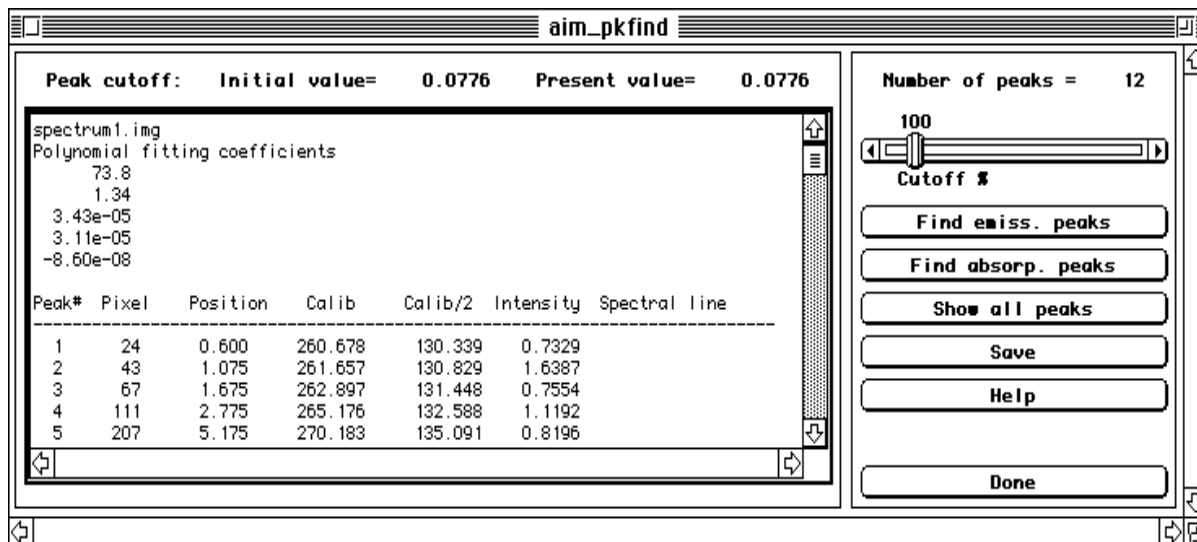 aim_pkfind
Peak cutoff: Initial value= 0.0776 Present value= 0.0776
spectrum1.img
Polynomial fitting coefficients
73.8
1.34
3.43e-05
3.11e-05
-8.60e-08
Peak# Pixel Position Calib Calib/2 Intensity Spectral line
1 24 0.600 260.678 130.339 0.7329
2 43 1.075 261.657 130.829 1.6387
3 67 1.675 262.897 131.448 0.7554
4 111 2.775 265.176 132.588 1.1192
5 207 5.175 270.183 135.091 0.8196
Number of peaks = 12
100
Cutoff %
Find emiss. peaks
Find absorp. peaks
Show all peaks
Save
Help
Done